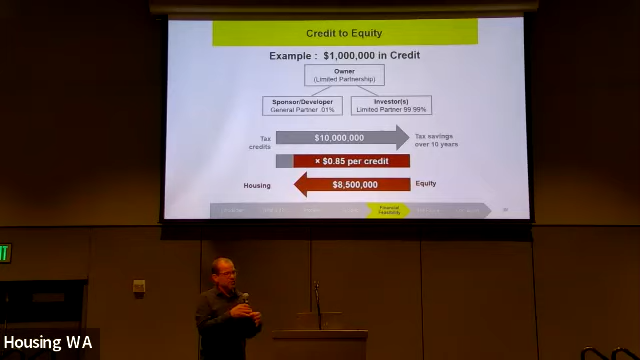 Credit to Equity
Example : $1,000,000 in Credit
Owner
(Limited Partnership)
Sponsor/Developer
General Partner .01%
Investor(s)
Limited Partner 99.99%
Tax
credits
$10,000,000
Tax savings
over 10 years
× $0.85 per credit
Housing
$8,500,000
Equity
Financial
Feasibility
IT
Housing WA